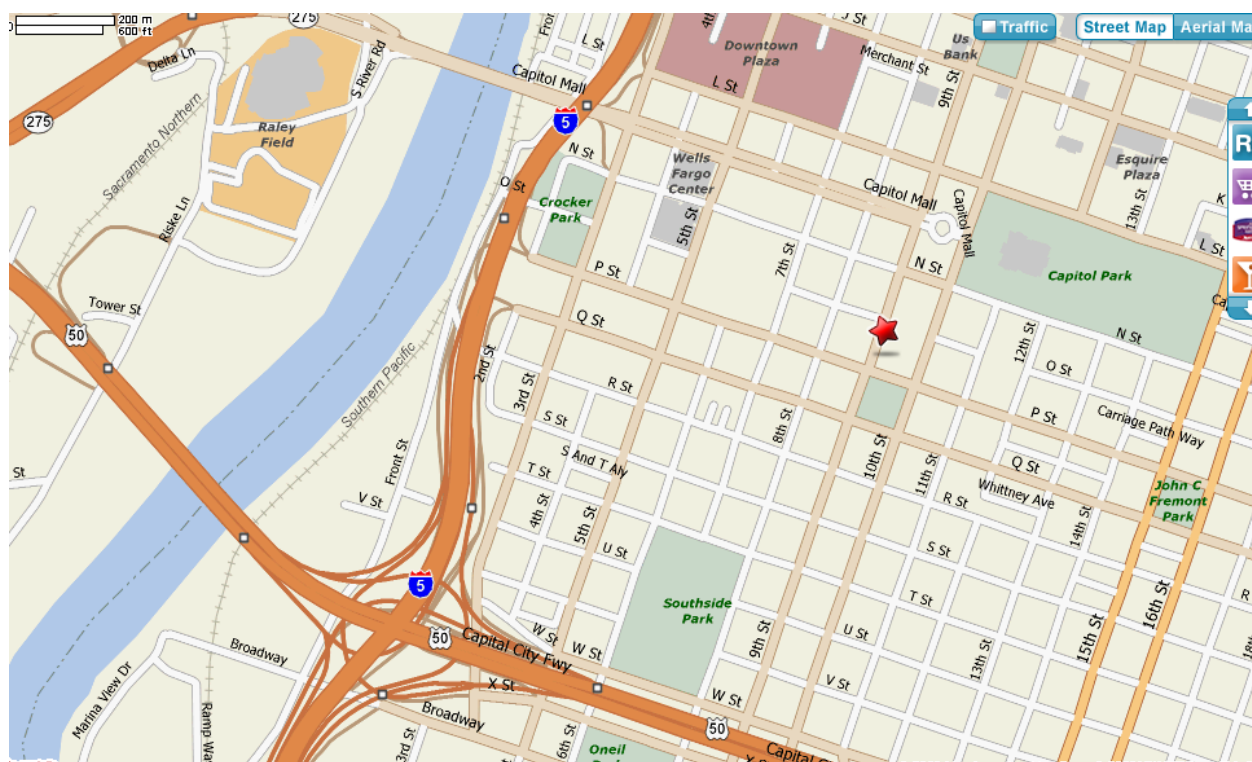 200 m
600 ft
275
Front
4th
J St
Traffic
Street Map
Aerial Ma
Delta Ln
S River Rd
L St
Downtown
Plaza
Us
Bank
Merchant St
9th St
Capitol Mall
L St
275
5
Raley
Field
Sacramento Northern
N St
Wells
Fargo
Center
Esquire
Plaza
R
O St
Crocker
Park
Capitol Mall
Capitol Mall
13th St
K
Riske Ln
5th St
7th St
N St
L St
P St
Capitol Park
Tower St
50
Q St
12th St
N St
Southern Pacific
2nd St
3rd St
R St
O St
S St
8th St
P St
Carriage Path Way
Front St
S And T Aly
10th St
11th St
Q St
St
T St
Whittney Ave
John C
Fremont
Park
V St
4th St
5th St
R St
14th St
U St
S St
5
Southside
Park
T St
16th St
R
50
Capital City Fwy
W St
W St
9th St
U St
15th St
13th St
18th
Broadway
X St
V St
Marina View Dr
W St
Ramp Wa
Broadway
50
3rd St
6th St
Oneil
Capital Ci